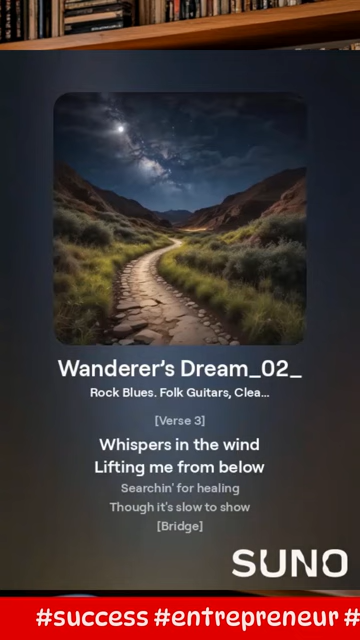 Wanderer's Dream_02_
Rock Blues. Folk Guitars, Clea...
[Verse 3]
Whispers in the wind
Lifting me from below
Searchin' for healing
Though it's slow to show
[Bridge]
SUNO
#success #entrepreneur #